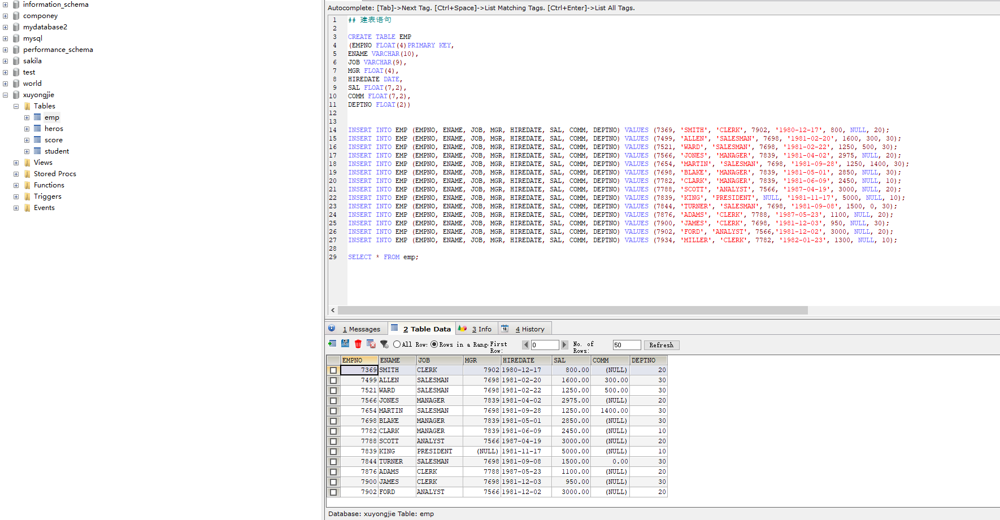 information_schema
componey
mydatabase2
mysql
performance_schema
sakila
test
world
xuyongjie
Tables
emp
heros
score
student
Views
Stored Procs
Functions
Triggers
Events
Autocomplete: [Tab]->Next Tag. [Ctrl+Space]->List Matching Tags. [Ctrl+Enter]->List All Tags.
1 ## 建表语句
2
3 CREATE TABLE EMP
4 (EMPNO FLOAT(4)PRIMARY KEY,
5 ENAME VARCHAR(10),
6 JOB VARCHAR(9),
7 MGR FLOAT(4),
8 HIREDATE DATE,
9 SAL FLOAT(7,2),
10 COMM FLOAT(7,2),
11 DEPTNO FLOAT(2))
12
13
14 INSERT INTO EMP (EMPNO, ENAME, JOB, MGR, HIREDATE, SAL, COMM, DEPTNO) VALUES (7369, 'SMITH', 'CLERK', 7902, '1980-12-17', 800, NULL, 20);
15 INSERT INTO EMP (EMPNO, ENAME, JOB, MGR, HIREDATE, SAL, COMM, DEPTNO) VALUES (7499, 'ALLEN', 'SALESMAN', 7698, '1981-02-20', 1600, 300, 30);
16 INSERT INTO EMP (EMPNO, ENAME, JOB, MGR, HIREDATE, SAL, COMM, DEPTNO) VALUES (7521, 'WARD', 'SALESMAN', 7698, '1981-02-22', 1250, 500, 30);
17 INSERT INTO EMP (EMPNO, ENAME, JOB, MGR, HIREDATE, SAL, COMM, DEPTNO) VALUES (7566, 'JONES', 'MANAGER', 7839, '1981-04-02', 2975, NULL, 20);
18 INSERT INTO EMP (EMPNO, ENAME, JOB, MGR, HIREDATE, SAL, COMM, DEPTNO) VALUES (7654, 'MARTIN', 'SALESMAN', 7698, '1981-09-28', 1250, 1400, 30);
19 INSERT INTO EMP (EMPNO, ENAME, JOB, MGR, HIREDATE, SAL, COMM, DEPTNO) VALUES (7698, 'BLAKE', 'MANAGER', 7839, '1981-05-01', 2850, NULL, 30);
20 INSERT INTO EMP (EMPNO, ENAME, JOB, MGR, HIREDATE, SAL, COMM, DEPTNO) VALUES (7782, 'CLARK', 'MANAGER', 7839, '1981-06-09', 2450, NULL, 10);
21 INSERT INTO EMP (EMPNO, ENAME, JOB, MGR, HIREDATE, SAL, COMM, DEPTNO) VALUES (7788, 'SCOTT', 'ANALYST', 7566, '1987-04-19', 3000, NULL, 20);
22 INSERT INTO EMP (EMPNO, ENAME, JOB, MGR, HIREDATE, SAL, COMM, DEPTNO) VALUES (7839, 'KING', 'PRESIDENT', NULL, '1981-11-17', 5000, NULL, 10);
23 INSERT INTO EMP (EMPNO, ENAME, JOB, MGR, HIREDATE, SAL, COMM, DEPTNO) VALUES (7844, 'TURNER', 'SALESMAN', 7698, '1981-09-08', 1500, 0, 30);
24 INSERT INTO EMP (EMPNO, ENAME, JOB, MGR, HIREDATE, SAL, COMM, DEPTNO) VALUES (7876, 'ADAMS', 'CLERK', 7788, '1987-05-23', 1100, NULL, 20);
25 INSERT INTO EMP (EMPNO, ENAME, JOB, MGR, HIREDATE, SAL, COMM, DEPTNO) VALUES (7900, 'JAMES', 'CLERK', 7698, '1981-12-03', 950, NULL, 30);
26 INSERT INTO EMP (EMPNO, ENAME, JOB, MGR, HIREDATE, SAL, COMM, DEPTNO) VALUES (7902, 'FORD', 'ANALYST', 7566,'1981-12-02', 3000, NULL, 20);
27 INSERT INTO EMP (EMPNO, ENAME, JOB, MGR, HIREDATE, SAL, COMM, DEPTNO) VALUES (7934, 'MILLER', 'CLERK', 7782, '1982-01-23', 1300, NULL, 10);
28
29 SELECT * FROM emp;
1 Messages 2 Table Data 3 Info 4 History
All Row: Rows in a Rang First Row: 0 No. of Rows: 50 Refresh
EMPNO ENAME JOB MGR HIREDATE SAL COMM DEPTNO
7369 SMITH CLERK 7902 1980-12-17 800.00 (NULL) 20
7499 ALLEN SALESMAN 7698 1981-02-20 1600.00 300.00 30
7521 WARD SALESMAN 7698 1981-02-22 1250.00 500.00 30
7566 JONES MANAGER 7839 1981-04-02 2975.00 (NULL) 20
7654 MARTIN SALESMAN 7698 1981-09-28 1250.00 1400.00 30
7698 BLAKE MANAGER 7839 1981-05-01 2850.00 (NULL) 30
7782 CLARK MANAGER 7839 1981-06-09 2450.00 (NULL) 10
7788 SCOTT ANALYST 7566 1987-04-19 3000.00 (NULL) 20
7839 KING PRESIDENT (NULL) 1981-11-17 5000.00 (NULL) 10
7844 TURNER SALESMAN 7698 1981-09-08 1500.00 0.00 30
7876 ADAMS CLERK 7788 1987-05-23 1100.00 (NULL) 20
7900 JAMES CLERK 7698 1981-12-03 950.00 (NULL) 30
7902 FORD ANALYST 7566 1981-12-02 3000.00 (NULL) 20
Database: xuyongjie Table: emp